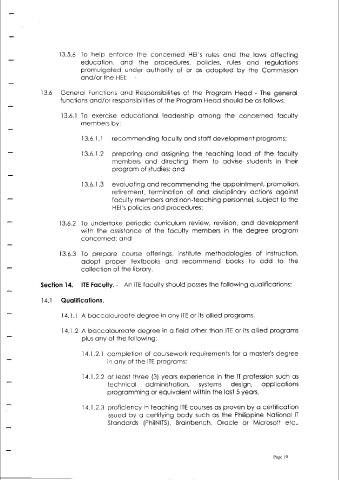 13.5.6 To help enforce the concerned HEI's rules and the laws affecting
education, and the procedures, policies, rules and regulations
promulgated under authority of or as adopted by the Commission
and/or the HEI;
13.6 General Functions and Responsibilities of the Program Head - The general
functions and/or responsibilities of the Program Head should be as follows:
13.6.1 To exercise educational leadership among the concerned faculty
members by:
13.6.1.1 recommending faculty and staff development programs;
13.6.1.2 preparing and assigning the teaching load of the faculty
members and directing them to advise students in their
program of studies; and
13.6.1.3 evaluating and recommending the appointment, promotion,
retirement, termination of and disciplinary actions against
faculty members and non-teaching personnel, subject to the
HEI's policies and procedures;
13.6.2 To undertake periodic curriculum review, revision, and development
with the assistance of the faculty members in the degree program
concerned; and
13.6.3 To prepare course offerings, institute methodologies of instruction,
adopt proper textbooks and recommend books to add to the
collection of the library.
Section 14. ITE Faculty. - An ITE faculty should posses the following qualifications:
14.1 Qualifications.
14.1.1 A baccalaureate degree in any ITE or its allied programs.
14.1.2 A baccalaureate degree in a field other than ITE or its allied programs
plus any of the following:
14.1.2.1 completion of coursework requirements for a master's degree
in any of the ITE programs;
14.1.2.2 at least three (3) years experience in the IT profession such as
technical administration, systems design, applications
programming or equivalent within the last 5 years.
14.1.2.3 proficiency in teaching ITE courses as proven by a certification
issued by a certifying body such as the Philippine National IT
Standards (PhilNITS), Brainbench, Oracle or Microsoft etc..
Page 19